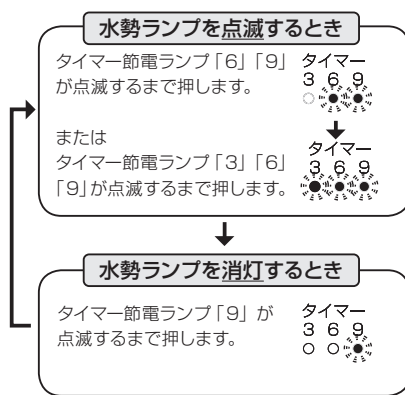 水勢ランプを点滅するとき
タイマー節電ランプ「6」「9」
が点滅するまで押します。
タイマー
3 6 9
または
タイマー節電ランプ「3」「6」
「9」が点滅するまで押します。
タイマー
3 6 9
水勢ランプを消灯するとき
タイマー節電ランプ「9」が
点滅するまで押します。
タイマー
3 6 9